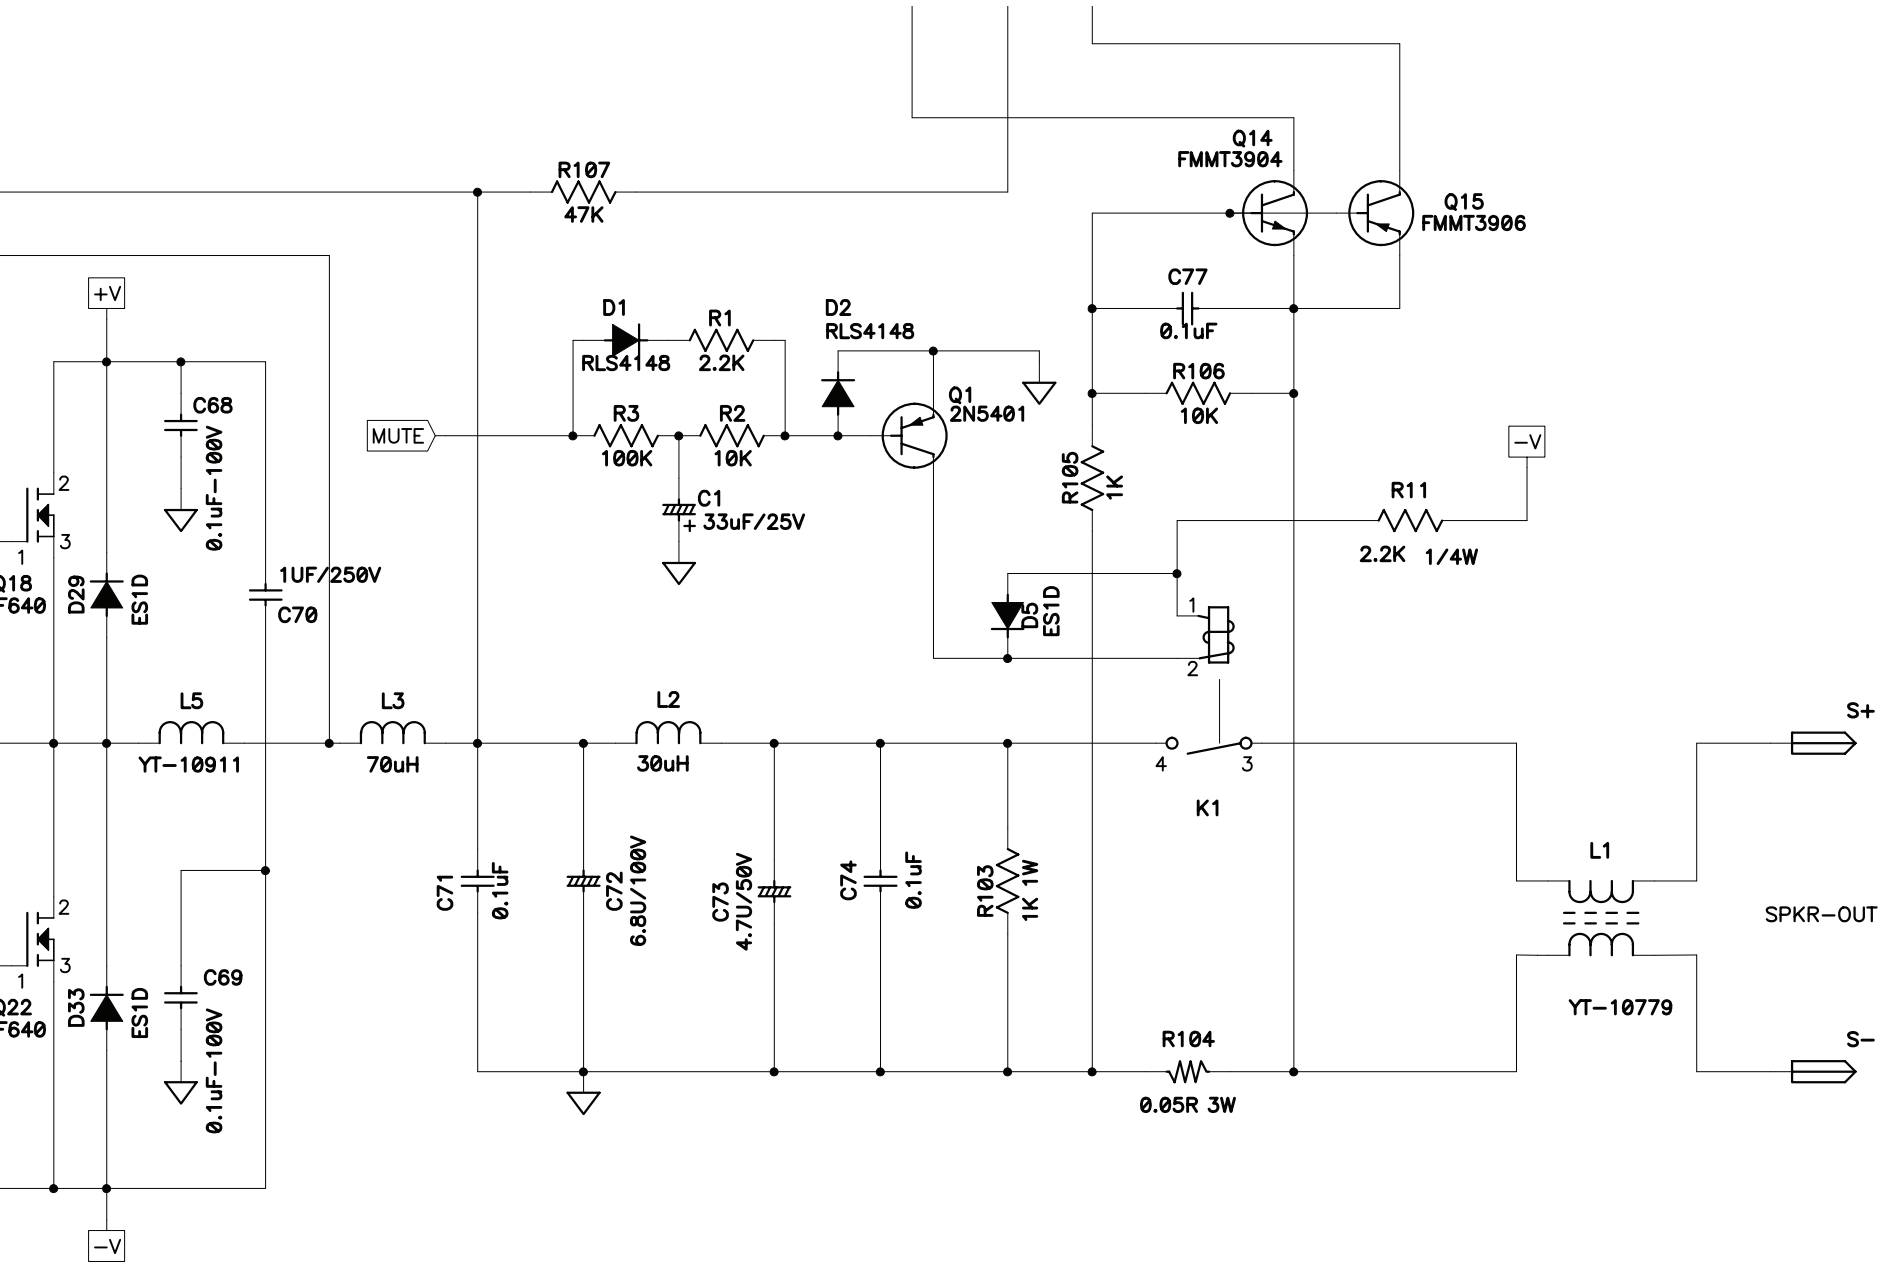 Q14
FMMT3904
R107
47K
Q15
FMMT3906
+V
C77
0.1uF
D1
RLS4148
R1
2.2K
D2
RLS4148
R106
10K
C68
0.1uF-100V
MUTE
R3
100K
R2
10K
Q1
2N5401
-V
R105
1K
C1
+ 33uF/25V
R11
2.2K 1/4W
2
3
1
Q18
F640
D29
ES1D
1UF/250V
C70
D5
ES1D
1
2
L5
YT-10911
L3
70uH
L2
30uH
4
3
K1
S+
L1
C71
0.1uF
C72
6.8U/100V
C73
4.7U/50V
C74
0.1uF
R103
1K 1W
SPKR-OUT
2
3
1
Q22
F640
D33
ES1D
C69
0.1uF-100V
YT-10779
R104
0.05R 3W
S-
-V